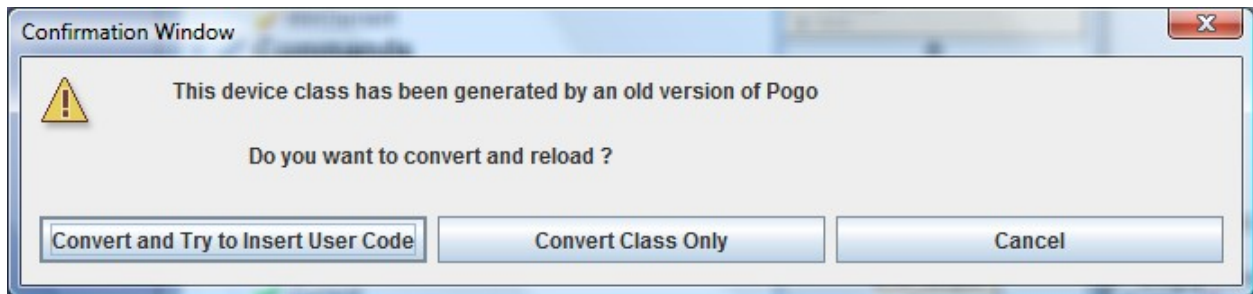 Confirmation Window
This device class has been generated by an old version of Pogo
Do you want to convert and reload ?
Convert and Try to Insert User Code
Convert Class Only
Cancel